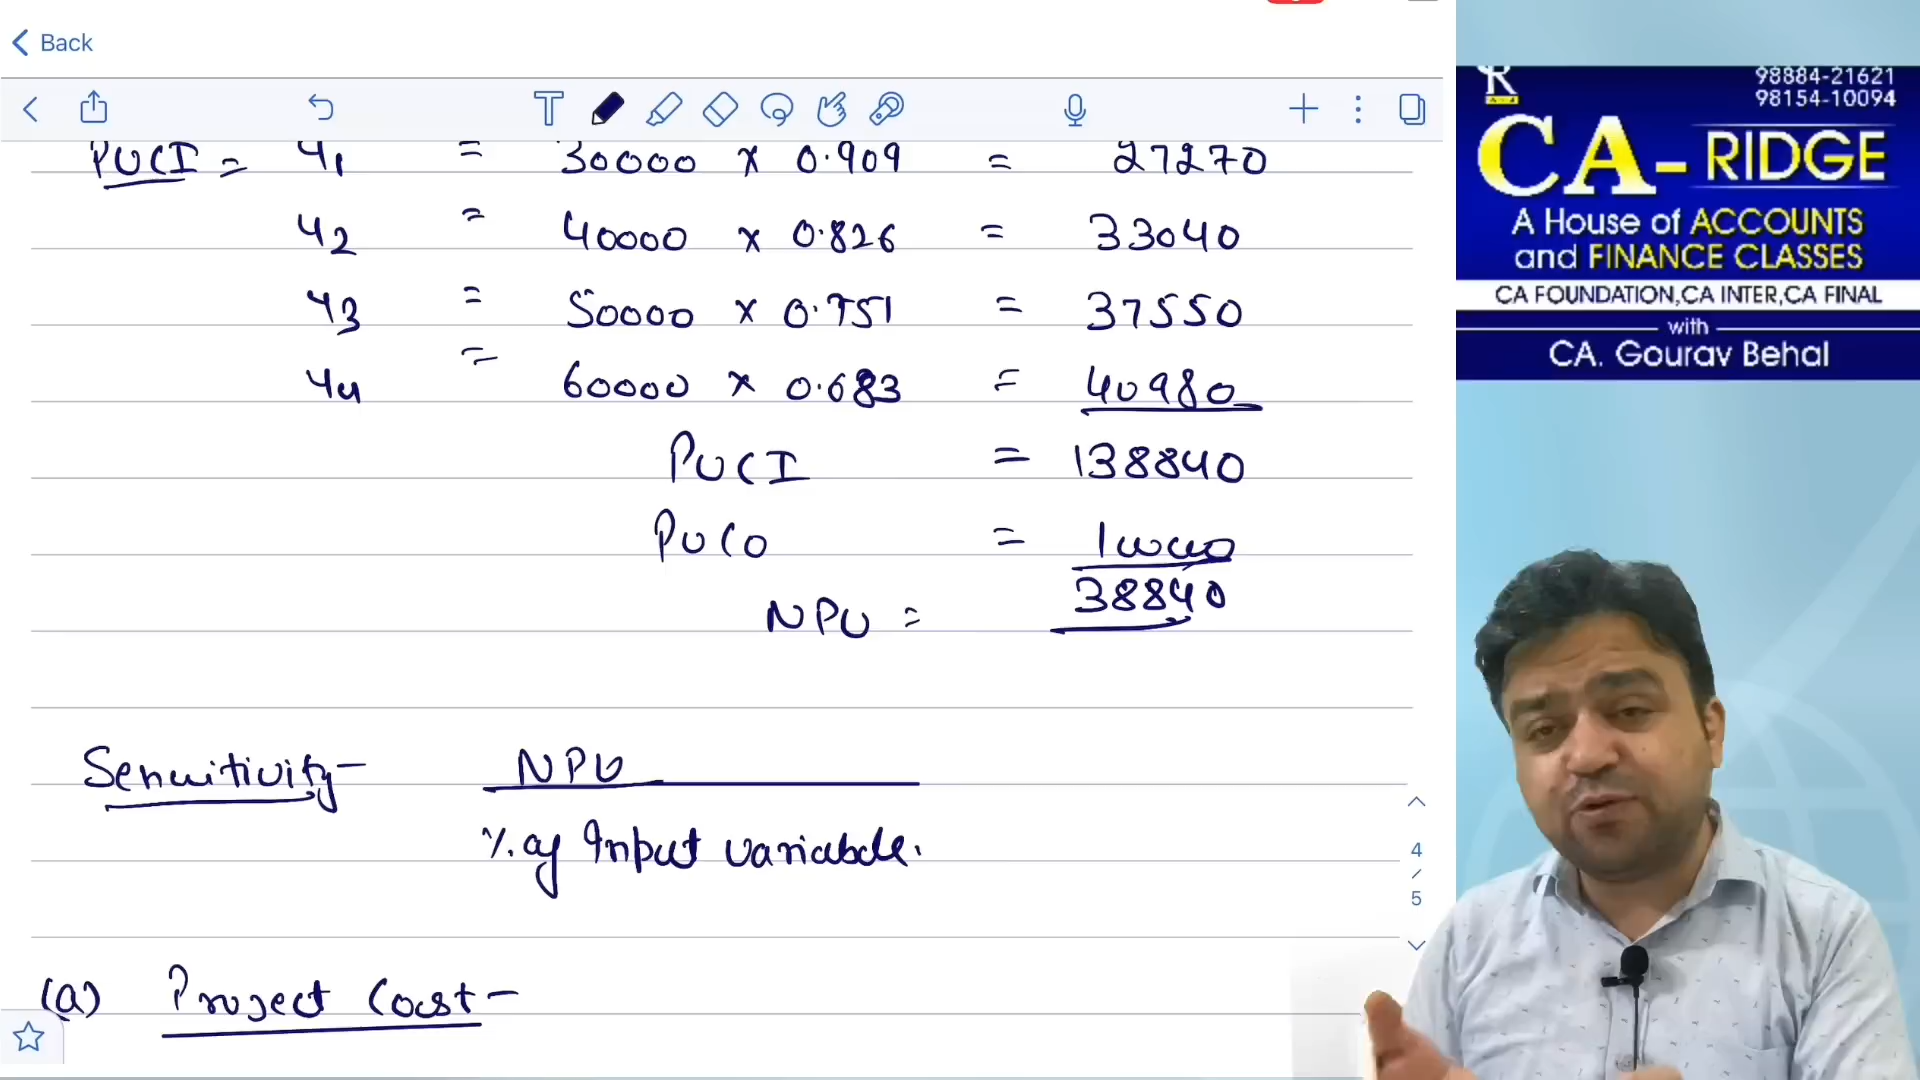 Back
PVCI = Y1 = 30000 x 0.909 = 27270
Y2 = 40000 x 0.826 = 33040
Y3 = 50000 x 0.751 = 37550
Y4 = 60000 x 0.683 = 40980
PVCI = 138840
PVCO = 100000
NPV = 38840
Sensitivity - NPV
% of Input variable.
(a) Project Cost -
4
/
5
R
98884-21621
98154-10094
CA-RIDGE
A House of ACCOUNTS
and FINANCE CLASSES
CA FOUNDATION,CA INTER,CA FINAL
with
CA. Gourav Behal